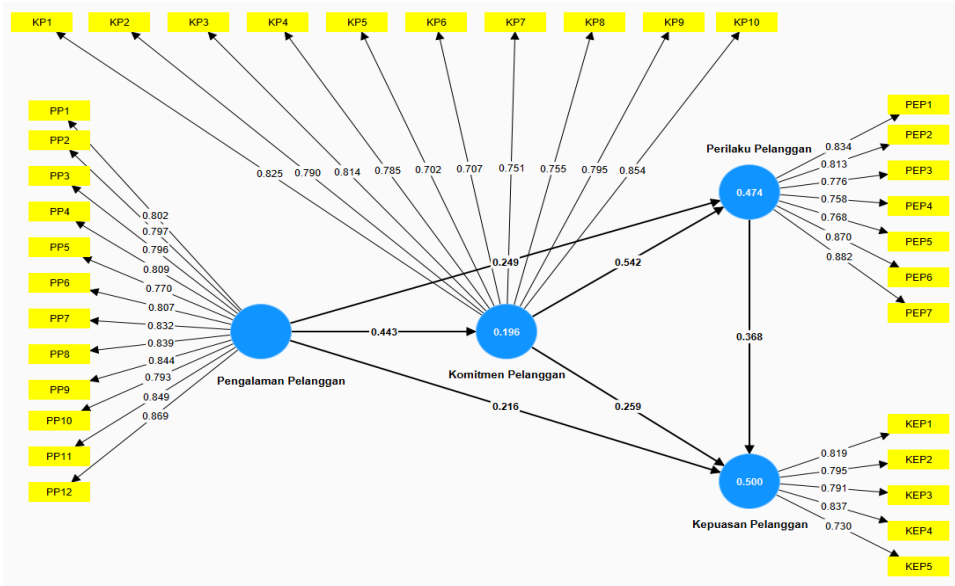 KP1 KP2 KP3 KP4 KP5 KP6 KP7 KP8 KP9 KP10
PP1
PP2
PP3
PP4
PP5
PP6
PP7
PP8
PP9
PP10
PP11
PP12
0.802
0.797
0.796
0.809
0.770
0.807
0.832
0.839
0.844
0.793
0.849
0.869
Pengalaman Pelanggan
0.825 0.790 0.814 0.785 0.702 0.707 0.751 0.755 0.795 0.854
0.249
0.443
0.216
0.196
Komitmen Pelanggan
0.542
0.259
Perilaku Pelanggan
0.474
0.368
0.500
Kepuasan Pelanggan
0.834
0.813
0.776
0.758
0.768
0.870
0.882
PEP1
PEP2
PEP3
PEP4
PEP5
PEP6
PEP7
0.819
0.795
0.791
0.837
0.730
KEP1
KEP2
KEP3
KEP4
KEP5